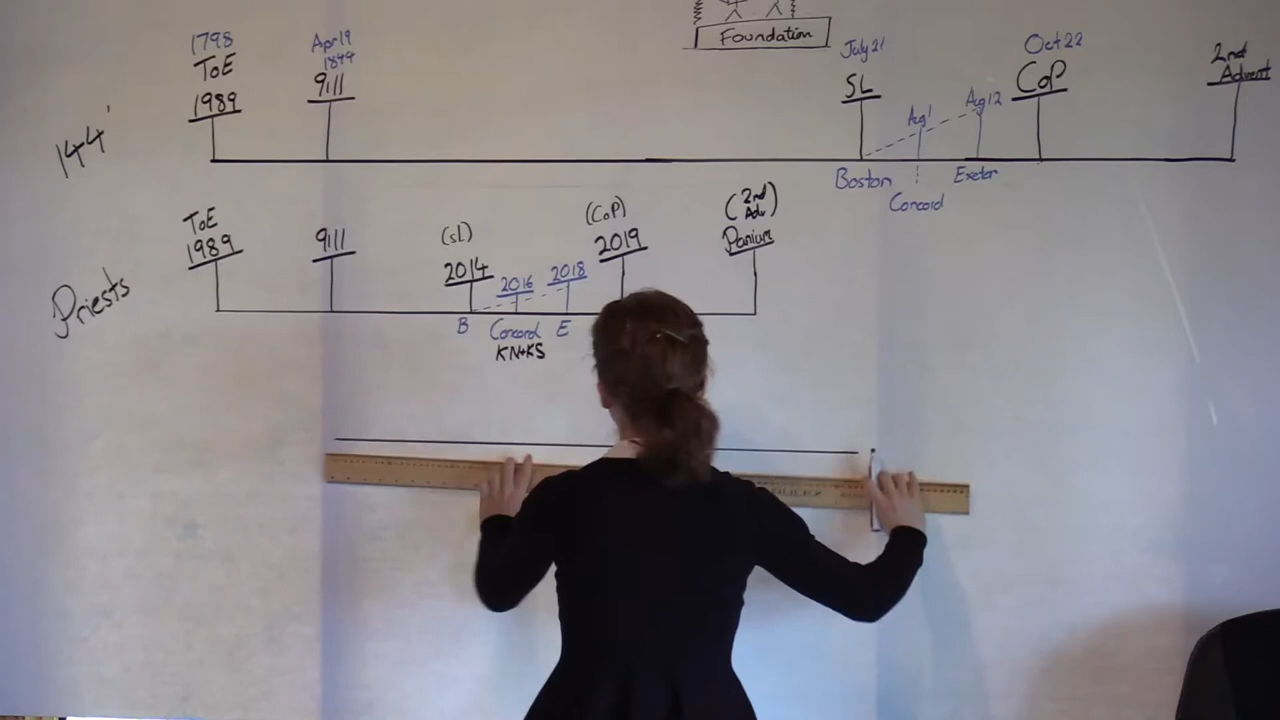 Foundation
1798
ToE
1989
Apr 19
1844
9/11
July 21
SL
Aug 1
Aug 12
Oct 22
CoP
2nd
Advent
144'
Boston
Concord
Exeter
Priests
ToE
1989
9/11
(SL)
2014
2016
2018
(CoP)
2019
(2nd
Adv)
Panium
B
Concord
E
KN+KS